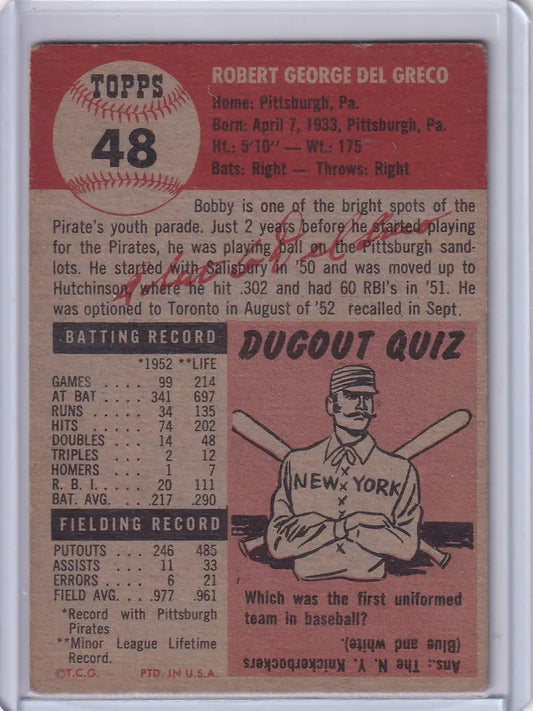 TOPPS
48
ROBERT GEORGE DEL GRECO
Home: Pittsburgh, Pa.
Born: April 7, 1933, Pittsburgh, Pa.
Ht.: 5'10" — Wt.: 175
Bats: Right — Throws: Right
Bobby is one of the bright spots of the
Pirate's youth parade. Just 2 years before he started playing
for the Pirates, he was playing ball on the Pittsburgh sand-
lots. He started with Salisbury in '50 and was moved up to
Hutchinson, where he hit .302 and had 60 RBI's in '51. He
was optioned to Toronto in August of '52 recalled in Sept.
BATTING RECORD
*1952 **LIFE
GAMES .... 99 214
AT BAT .... 341 697
RUNS .... 34 135
HITS .... 74 202
DOUBLES ... 14 48
TRIPLES ... 2 12
HOMERS ... 1 7
R. B. I. .... 20 111
BAT. AVG. ... .217 .290
FIELDING RECORD
PUTOUTS ... 246 485
ASSISTS ... 11 33
ERRORS .... 6 21
FIELD AVG. .. .977 .961
*Record with Pittsburgh
Pirates
**Minor League Lifetime
Record.
©T.C.G. PTD. IN U.S.A.
DUGOUT QUIZ
NEW YORK
Which was the first uniformed
team in baseball?
Ans.: The N. Y. Knickerbockers
(Blue and white).